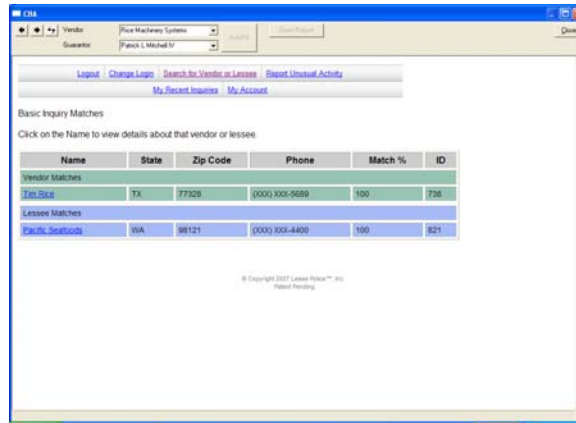 CBA
Vendor: Rice Machinery Systems AutoFill Open Report Close
Guarantor: Patrick L Mitchell IV
Logout Change Login Search for Vendor or Lessee Report Unusual Activity
My Recent Inquiries My Account
Basic Inquiry Matches
Click on the Name to view details about that vendor or lessee.
Name State Zip Code Phone Match % ID
Vendor Matches
Tim Rice TX 77328 (XXX) XXX-5689 100 736
Lessee Matches
Pacific Seafoods WA 98121 (XXX) XXX-4400 100 821
© Copyright 2007 Lease Police™, Inc.
Patent Pending